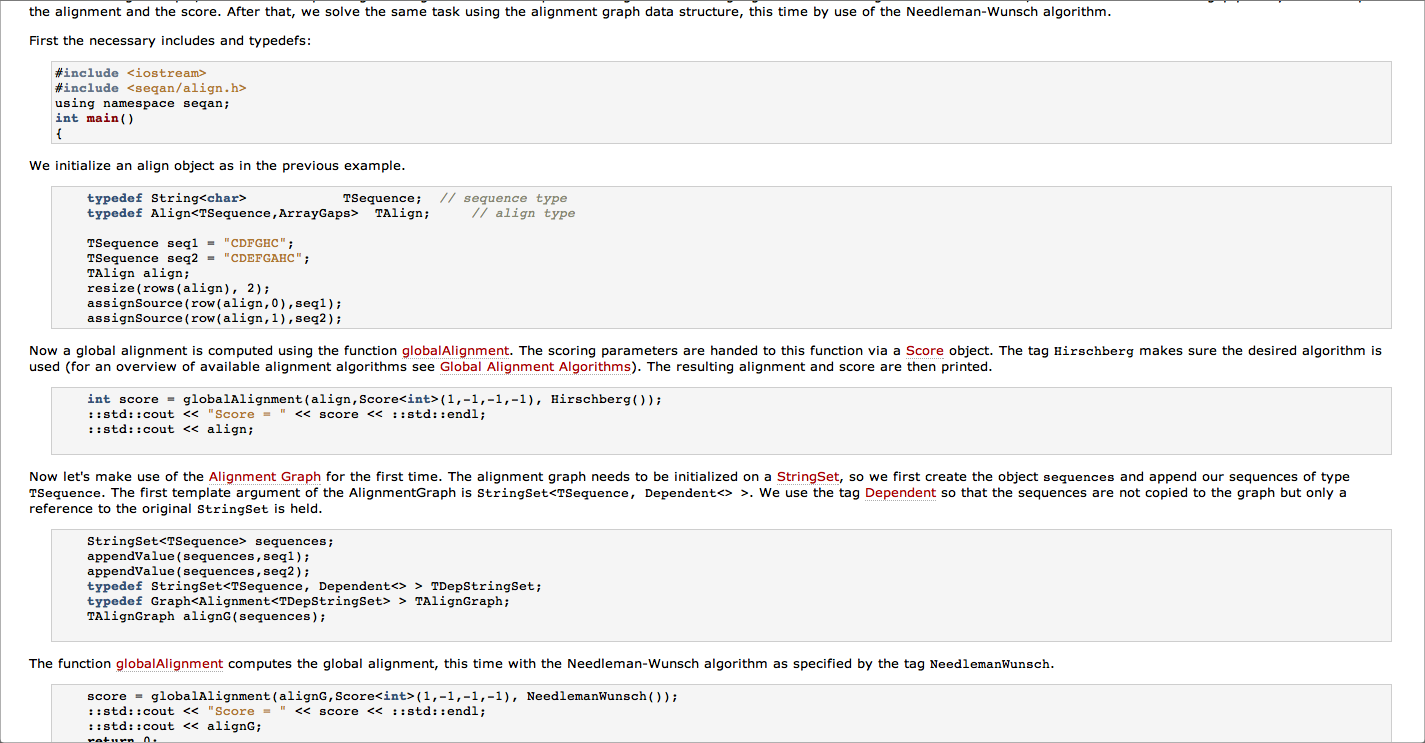 the alignment and the score. After that, we solve the same task using the alignment graph data structure, this time by use of the Needleman-Wunsch algorithm.
First the necessary includes and typedefs:
#include <iostream>
#include <seqan/align.h>
using namespace seqan;
int main()
{
We initialize an align object as in the previous example.
typedef String<char>            TSequence;  // sequence type
typedef Align<TSequence,ArrayGaps>  TAlign;     // align type
TSequence seq1 = "CDFGHC";
TSequence seq2 = "CDEFGAHC";
TAlign align;
resize(rows(align), 2);
assignSource(row(align,0),seq1);
assignSource(row(align,1),seq2);
Now a global alignment is computed using the function globalAlignment. The scoring parameters are handed to this function via a Score object. The tag Hirschberg makes sure the desired algorithm is
used (for an overview of available alignment algorithms see Global Alignment Algorithms). The resulting alignment and score are then printed.
int score = globalAlignment(align,Score<int>(1,-1,-1,-1), Hirschberg());
::std::cout << "Score = " << score << ::std::endl;
::std::cout << align;
Now let's make use of the Alignment Graph for the first time. The alignment graph needs to be initialized on a StringSet, so we first create the object sequences and append our sequences of type
TSequence. The first template argument of the AlignmentGraph is StringSet<TSequence, Dependent<> >. We use the tag Dependent so that the sequences are not copied to the graph but only a
reference to the original StringSet is held.
StringSet<TSequence> sequences;
appendValue(sequences,seq1);
appendValue(sequences,seq2);
typedef StringSet<TSequence, Dependent<> > TDepStringSet;
typedef Graph<Alignment<TDepStringSet> > TAlignGraph;
TAlignGraph alignG(sequences);
The function globalAlignment computes the global alignment, this time with the Needleman-Wunsch algorithm as specified by the tag NeedlemanWunsch.
score = globalAlignment(alignG,Score<int>(1,-1,-1,-1), NeedlemanWunsch());
::std::cout << "Score = " << score << ::std::endl;
::std::cout << alignG;
return 0;